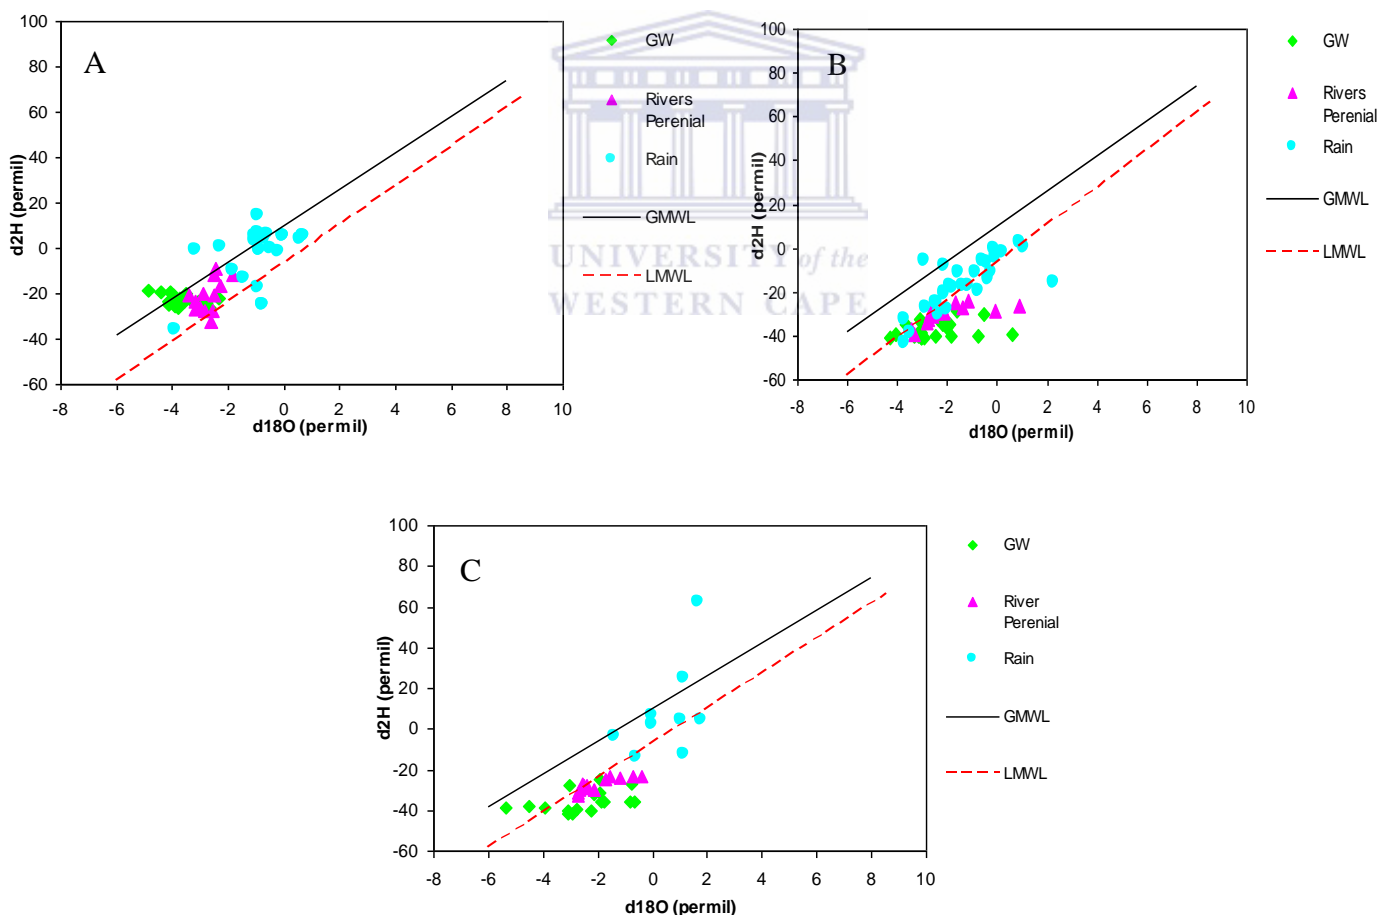 A
100
80
60
40
20
0
-20
-40
-60
-8 -6 -4 -2 0 2 4 6 8 10
d2H (permil)
d18O (permil)
GW
Rivers
Perenial
Rain
GMWL
LMWL
UNIVERSITY of the
WESTERN CAPE
B
100
80
60
40
20
0
-20
-40
-60
-8 -6 -4 -2 0 2 4 6 8 10
d2H (permil)
d18O (permil)
GW
Rivers
Perenial
Rain
GMWL
LMWL
C
100
80
60
40
20
0
-20
-40
-60
-8 -6 -4 -2 0 2 4 6 8 10
d2H (permil)
d18O (permil)
GW
River
Perenial
Rain
GMWL
LMWL